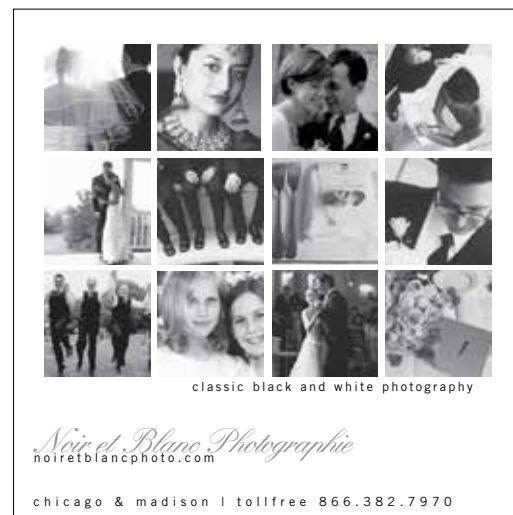 classic black and white photography
Noir et Blanc Photographie
noiretblancphoto.com
chicago & madison | tollfree 866.382.7970